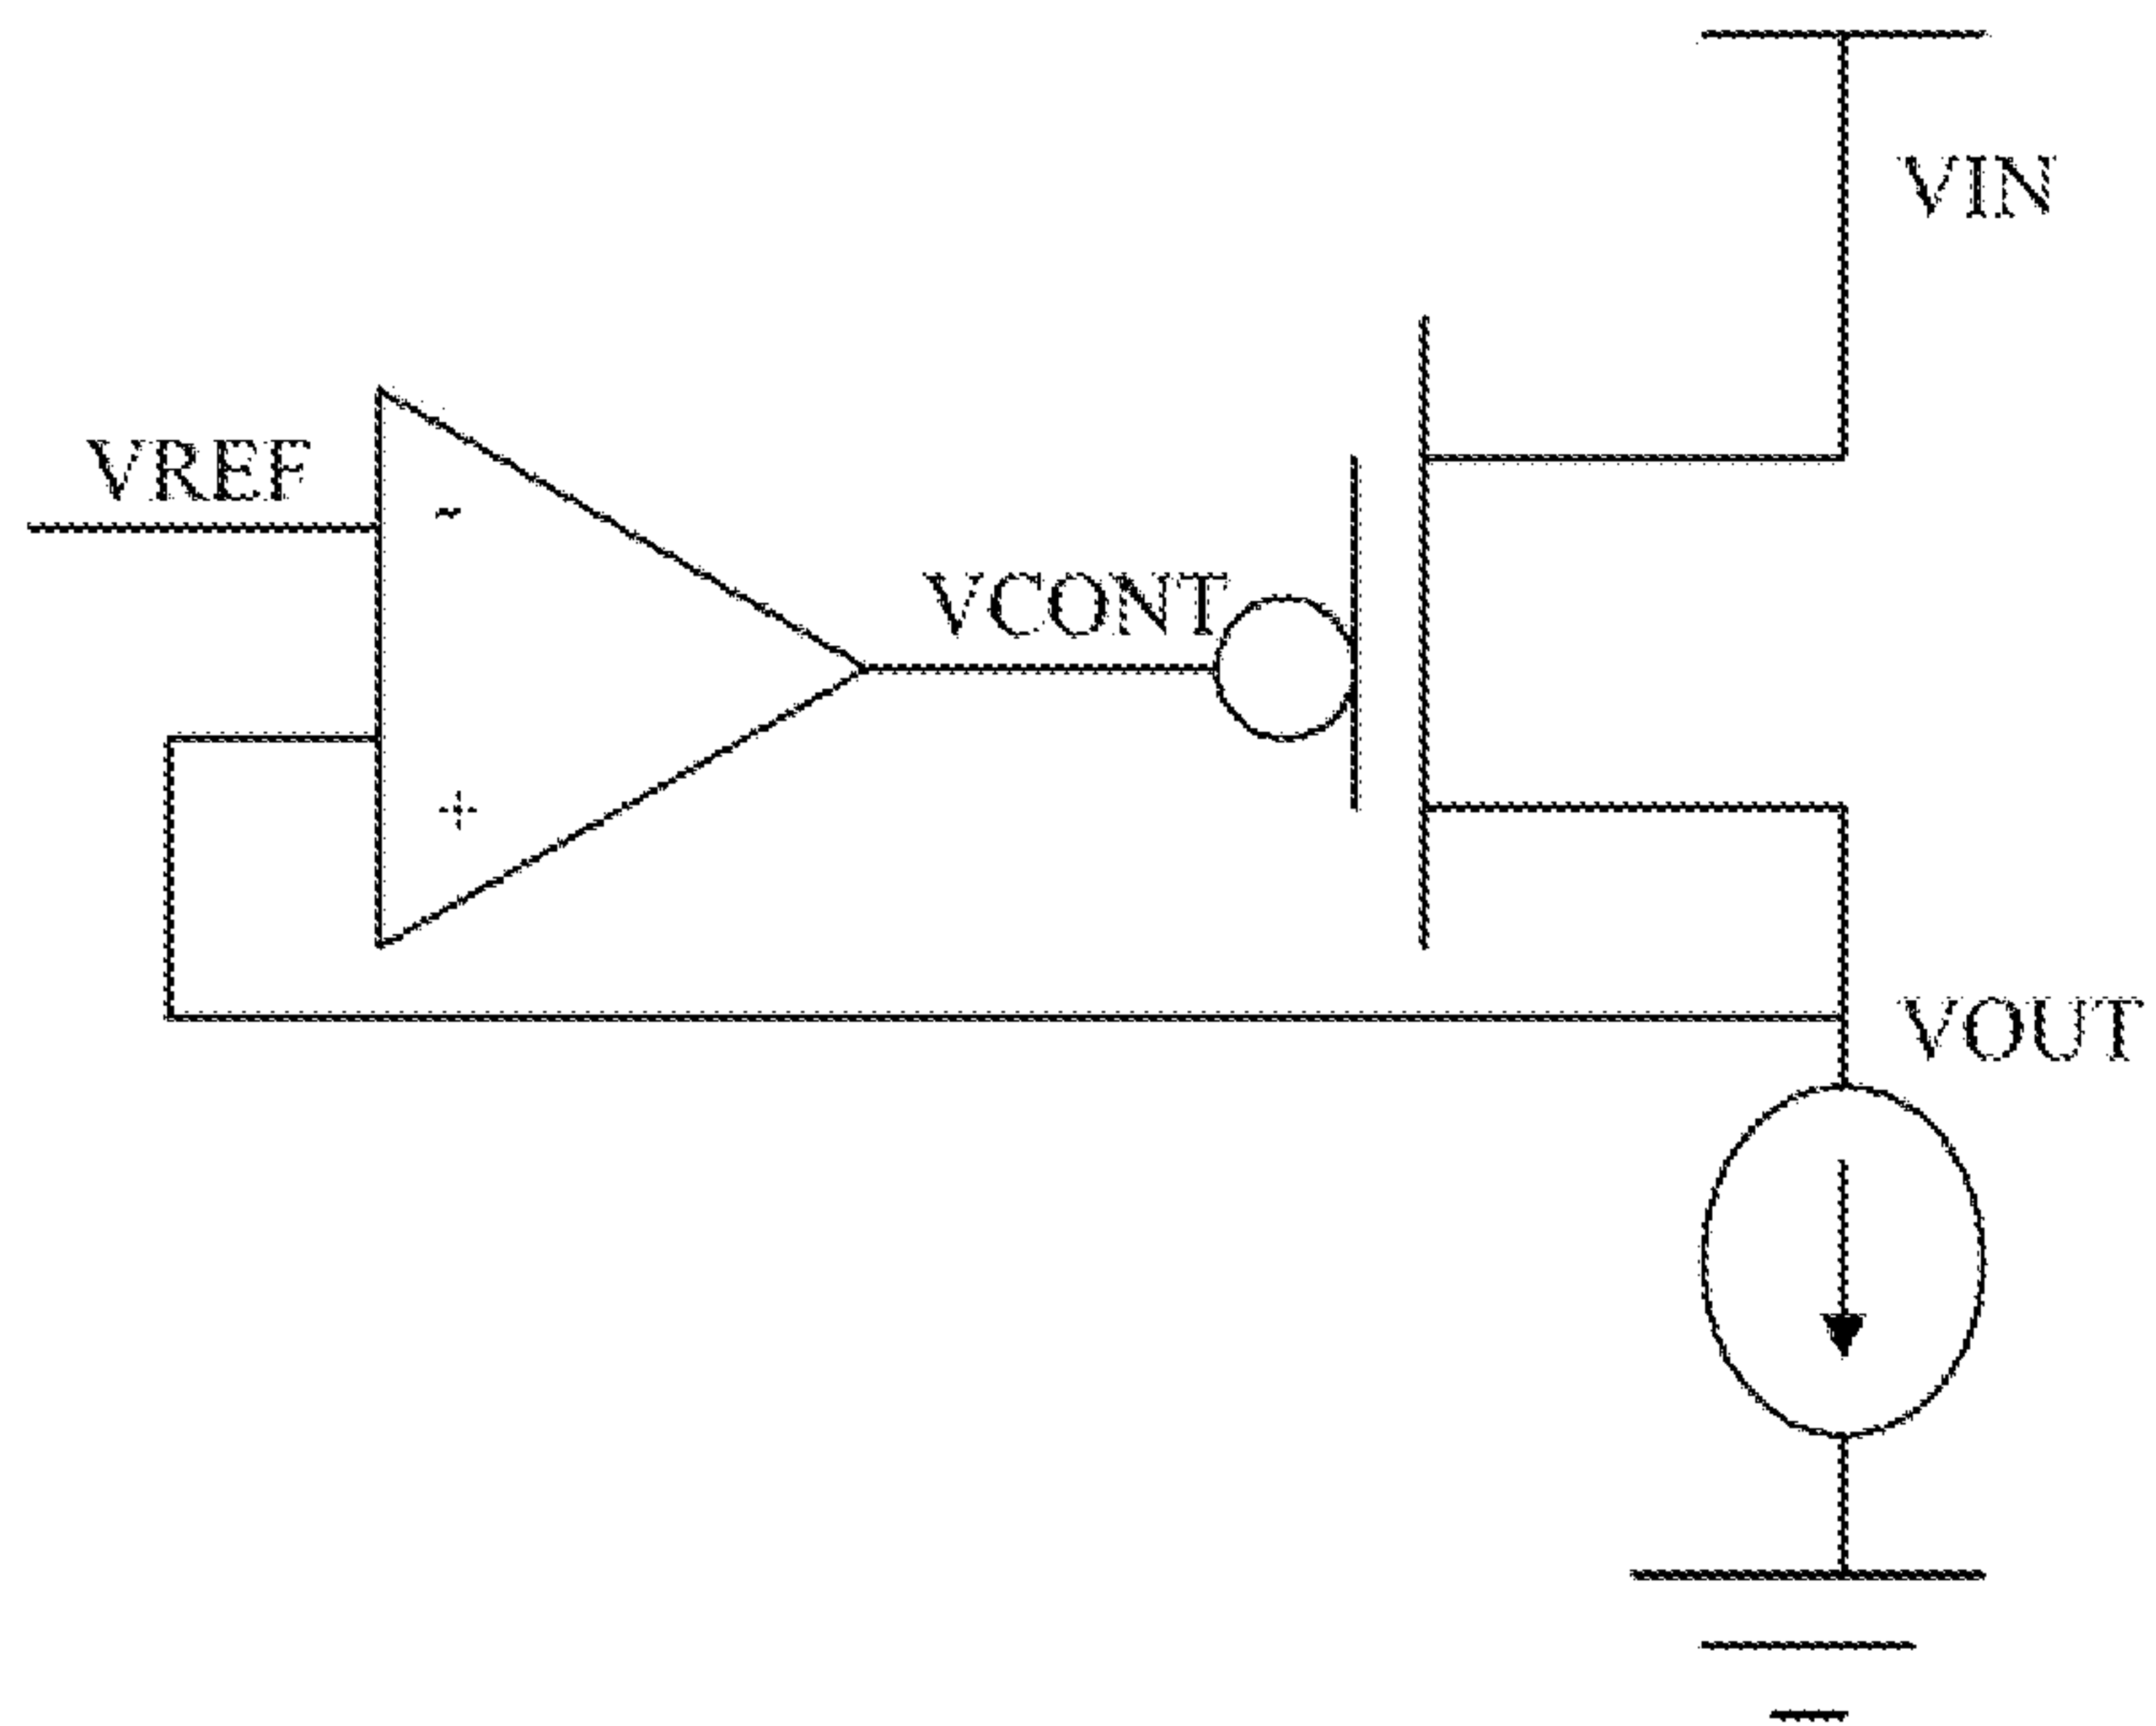 VIN
VREF
-
VCONT
+
VOUT